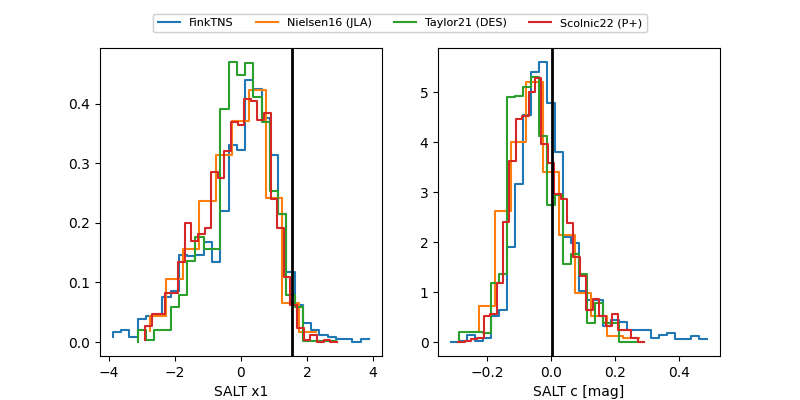 FinkTNS Nielsen16 (JLA) Taylor21 (DES) Scolnic22 (P+)
0.4
0.3
0.2
0.1
0.0
−4 −2 0 2 4
SALT x1
5
4
3
2
1
0
−0.2 0.0 0.2 0.4
SALT c [mag]